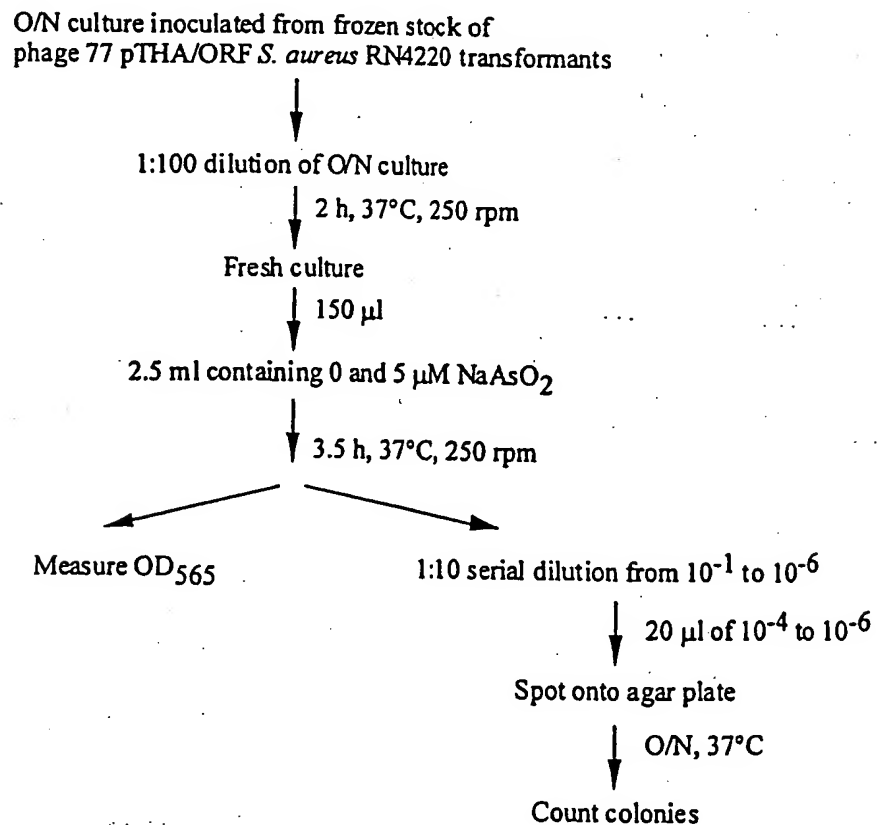 O/N culture inoculated from frozen stock of
phage 77 pTHA/ORF S. aureus RN4220 transformants
1:100 dilution of O/N culture
2 h, 37°C, 250 rpm
Fresh culture
150 µl
2.5 ml containing 0 and 5 µM NaAsO2
3.5 h, 37°C, 250 rpm
Measure OD565
1:10 serial dilution from 10-1 to 10-6
20 µl of 10-4 to 10-6
Spot onto agar plate
O/N, 37°C
Count colonies